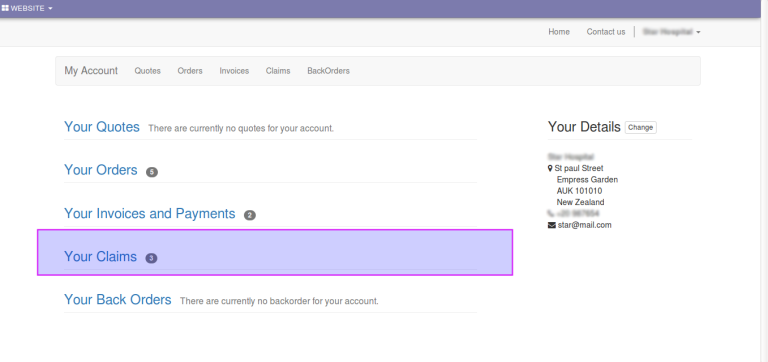 WEBSITE
Home Contact us
My Account Quotes Orders Invoices Claims BackOrders
Your Quotes There are currently no quotes for your account.
Your Orders 5
Your Invoices and Payments 2
Your Claims 3
Your Back Orders There are currently no backorder for your account.
Your Details Change
St paul Street
Empress Garden
AUK 101010
New Zealand
star@mail.com